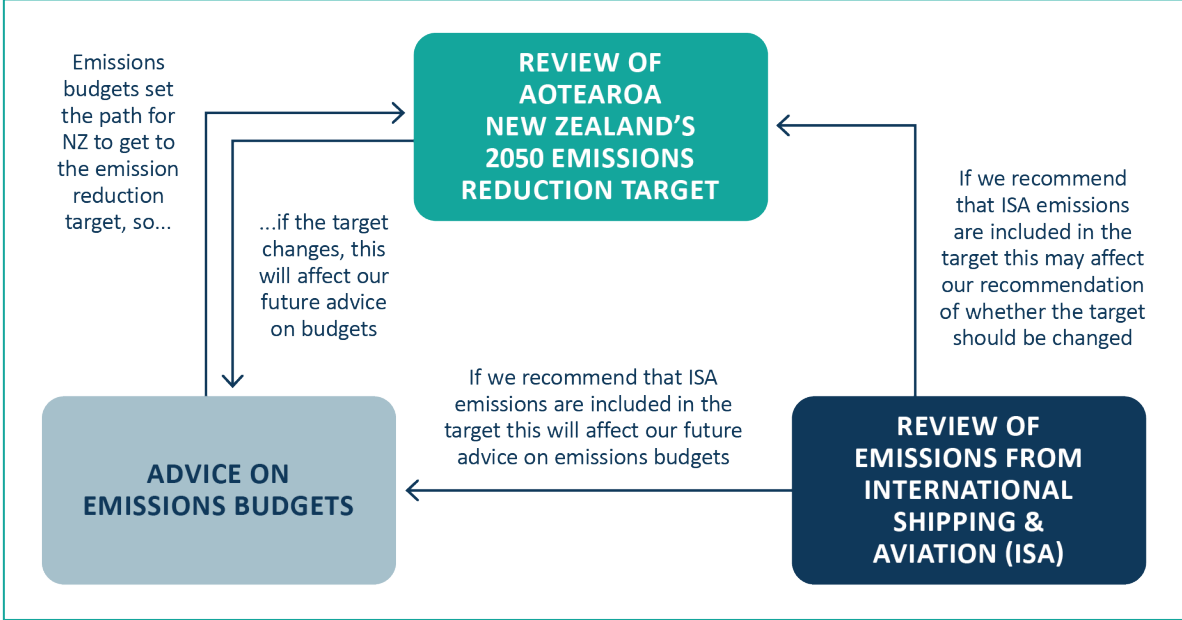 Emissions
budgets set
the path for
NZ to get to
the emission
reduction
target, so...
REVIEW OF
AOTEAROA
NEW ZEALAND’S
2050 EMISSIONS
REDUCTION TARGET
...if the target
changes, this
will affect our
future advice
on budgets
If we recommend
that ISA emissions
are included in the
target this may affect
our recommendation
of whether the target
should be changed
If we recommend that ISA
emissions are included in the
target this will affect our future
advice on emissions budgets
ADVICE ON
EMISSIONS BUDGETS
REVIEW OF
EMISSIONS FROM
INTERNATIONAL
SHIPPING &
AVIATION (ISA)